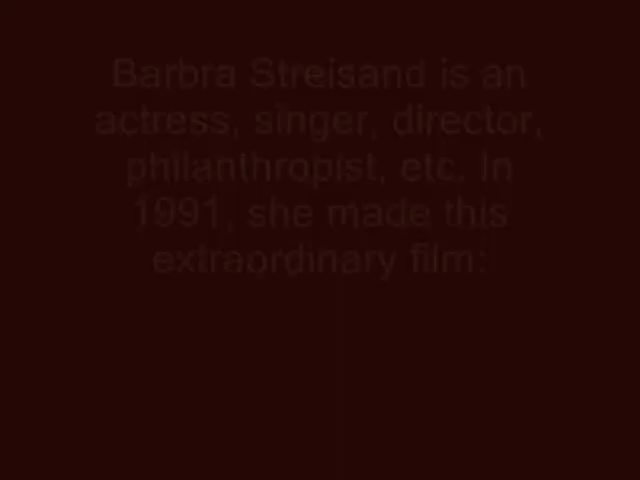 Barbra Streisand is an
actress, singer, director,
philanthropist, etc. In
1991, she made this
extraordinary film: